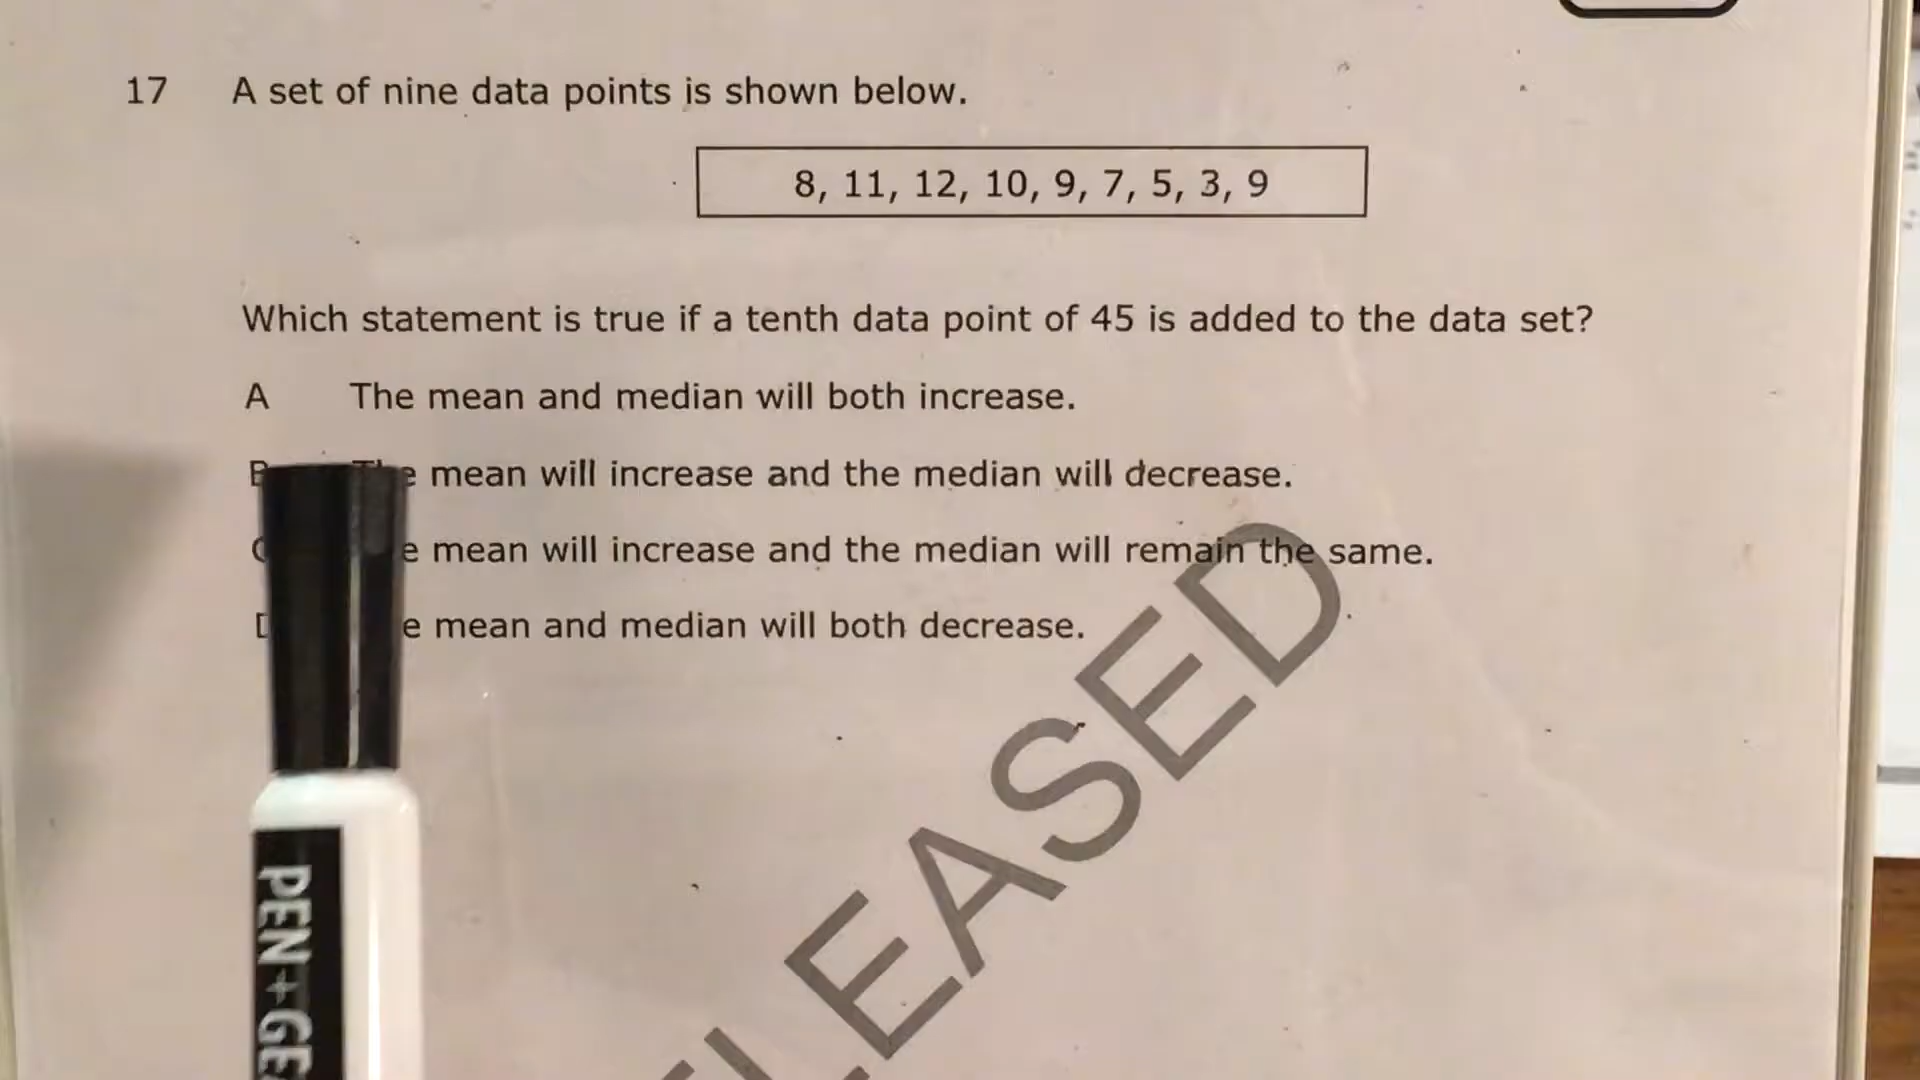 17 A set of nine data points is shown below.
8, 11, 12, 10, 9, 7, 5, 3, 9
Which statement is true if a tenth data point of 45 is added to the data set?
A The mean and median will both increase.
mean will increase and the median will decrease.
mean will increase and the median will remain the same.
mean and median will both decrease.
PEN+GE
ELEASED